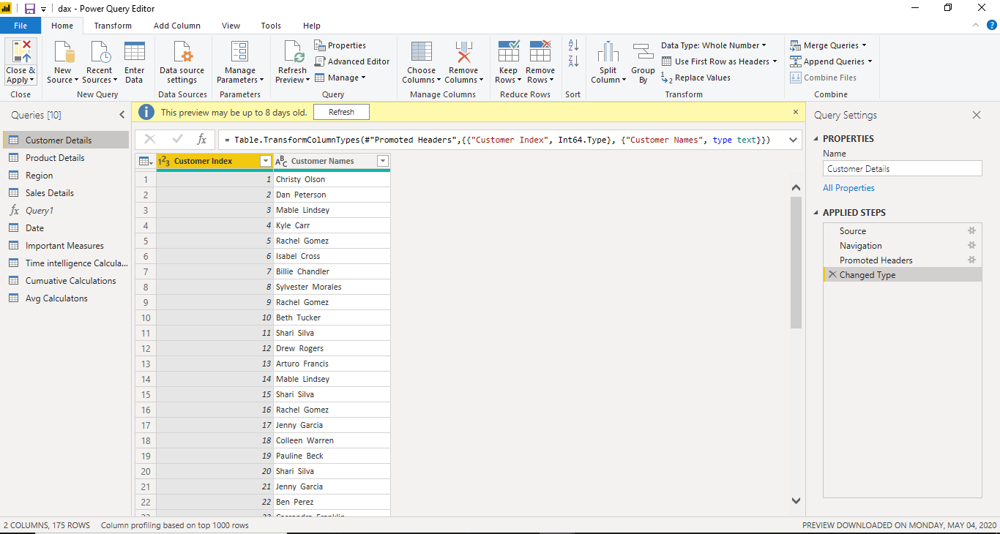 dax - Power Query Editor
File Home Transform Add Column View Tools Help
Close & Apply
New Source
Recent Sources
Enter Data
Data source settings
Manage Parameters
Refresh Preview
Properties
Advanced Editor
Manage
Choose Columns
Remove Columns
Keep Rows
Remove Rows
Split Column
Group By
Data Type: Whole Number
Use First Row as Headers
Replace Values
Merge Queries
Append Queries
Combine Files
Close New Query Data Sources Parameters Query Manage Columns Reduce Rows Sort Transform Combine
Queries [10]
Customer Details
Product Details
Region
Sales Details
fx Query1
Date
Important Measures
Time intelligence Calcula...
Cumuative Calculations
Avg Calculatons
This preview may be up to 8 days old. Refresh
fx = Table.TransformColumnTypes(#"Promoted Headers",{{"Customer Index", Int64.Type}, {"Customer Names", type text}})
123 Customer Index ABC Customer Names
1 1 Christy Olson
2 2 Dan Peterson
3 3 Mable Lindsey
4 4 Kyle Carr
5 5 Rachel Gomez
6 6 Isabel Cross
7 7 Billie Chandler
8 8 Sylvester Morales
9 9 Rachel Gomez
10 10 Beth Tucker
11 11 Shari Silva
12 12 Drew Rogers
13 13 Arturo Francis
14 14 Mable Lindsey
15 15 Shari Silva
16 16 Rachel Gomez
17 17 Jenny Garcia
18 18 Colleen Warren
19 19 Pauline Beck
20 20 Shari Silva
21 21 Jenny Garcia
22 22 Ben Perez
Query Settings
PROPERTIES
Name
Customer Details
All Properties
APPLIED STEPS
Source
Navigation
Promoted Headers
Changed Type
2 COLUMNS, 175 ROWS Column profiling based on top 1000 rows PREVIEW DOWNLOADED ON MONDAY, MAY 04, 2020